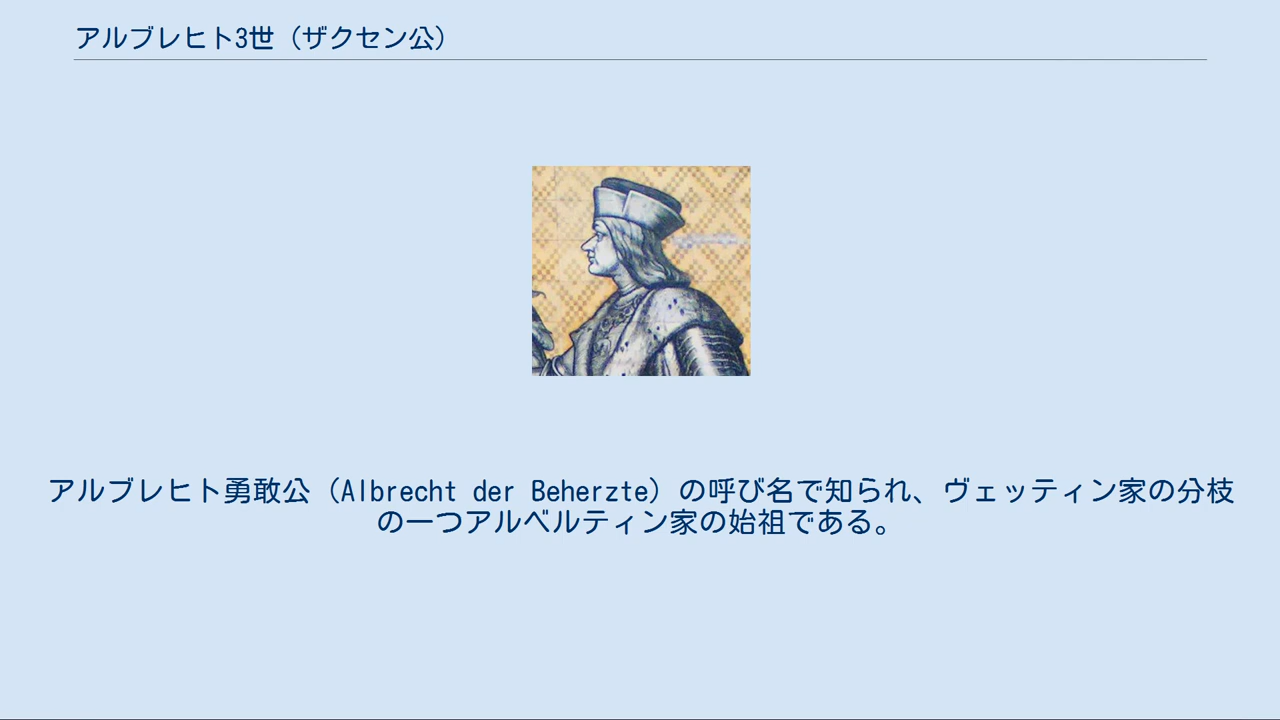 アルブレヒト3世（ザクセン公）
アルブレヒト勇敢公（Albrecht der Beherzte）の呼び名で知られ、ヴェッティン家の分枝
の一つアルベルティン家の始祖である。